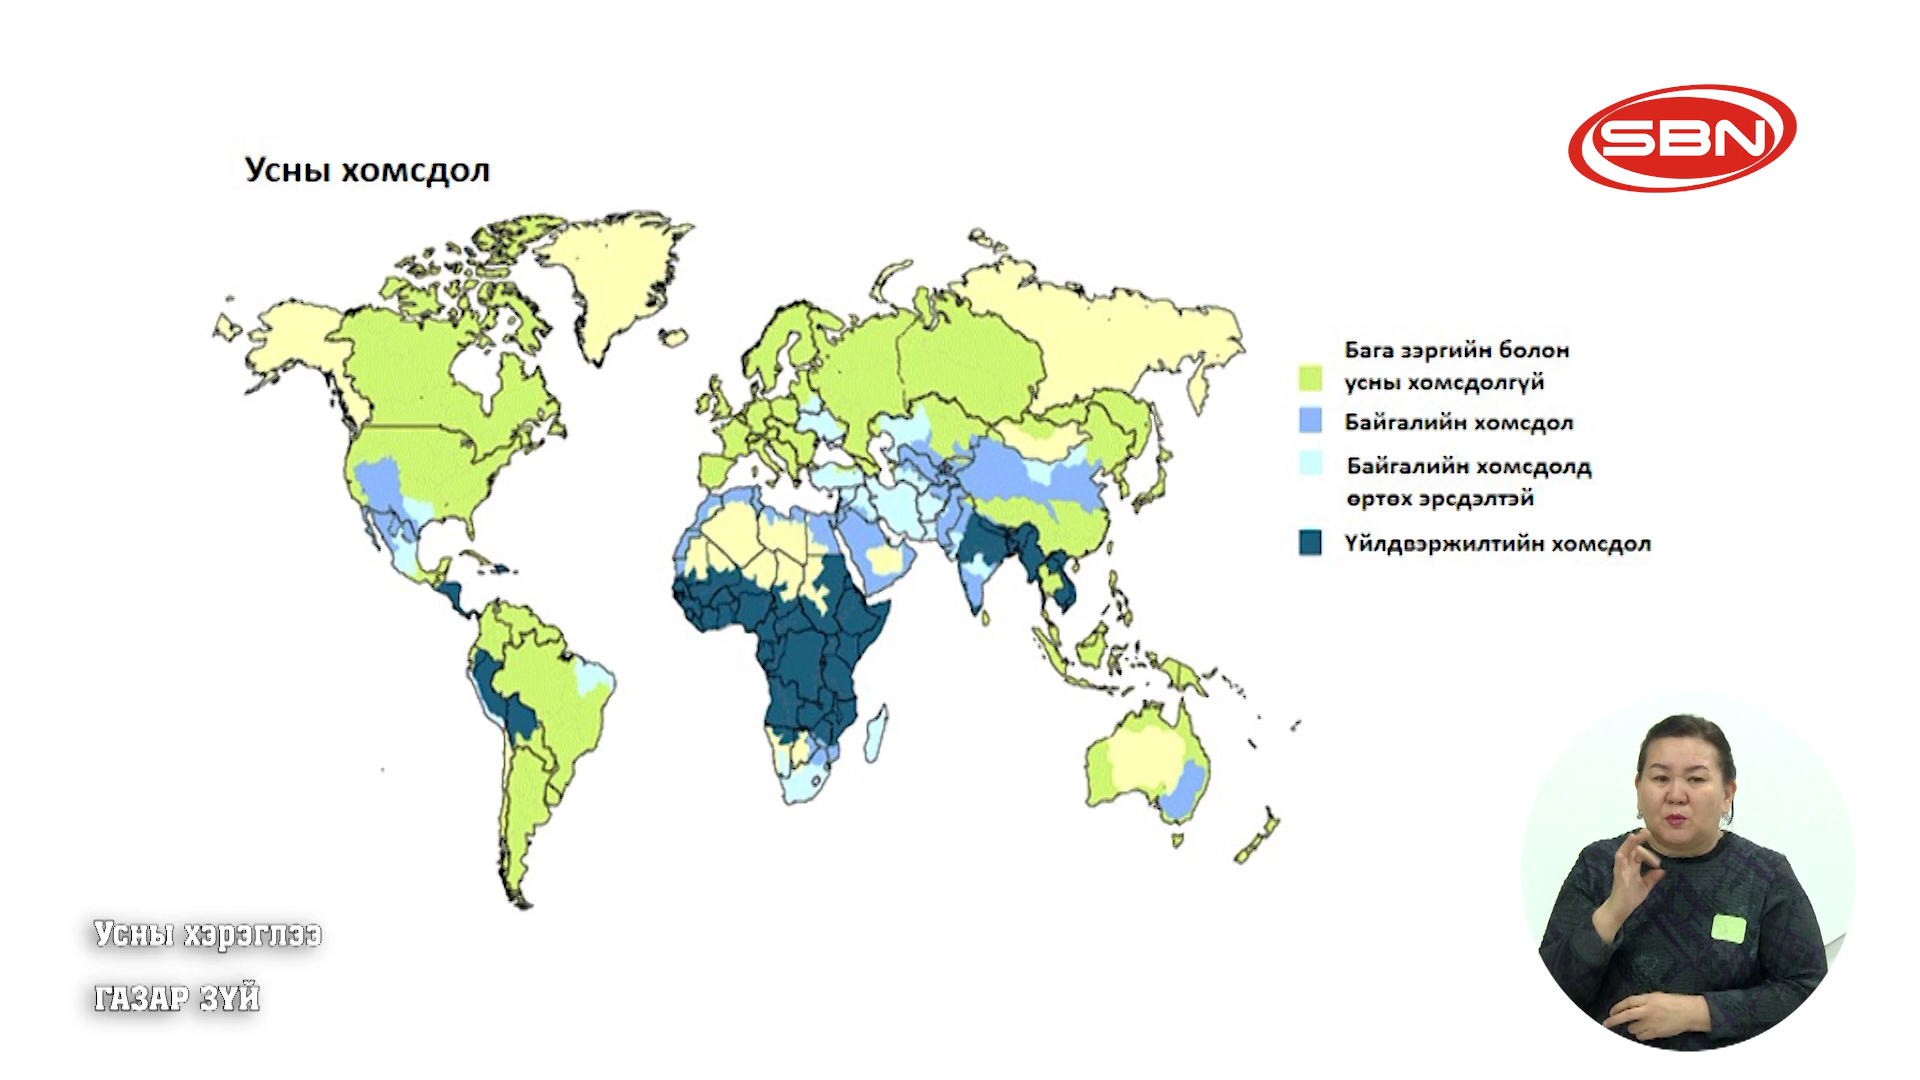 SBN
Усны хомсдол
Бага зэргийн болон
усны хомсдолгүй
Байгалийн хомсдол
Байгалийн хомсдолд
өртөх эрсдэлтэй
Үйлдвэржилтийн хомсдол
Усны хэрэглээ
ГАЗАР ЗҮЙ